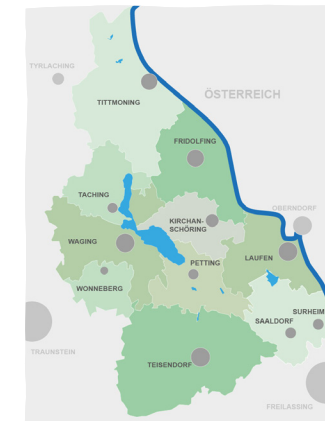 TYRLACHING
ÖSTERREICH
TITTMONING
FRIDOLFING
TACHING
OBERNDORF
KIRCHAN-
SCHÖRING
WAGING
LAUFEN
PETTING
WONNEBERG
SURHEIM
SAALDORF
TRAUNSTEIN
TEISENDORF
FREILASSING